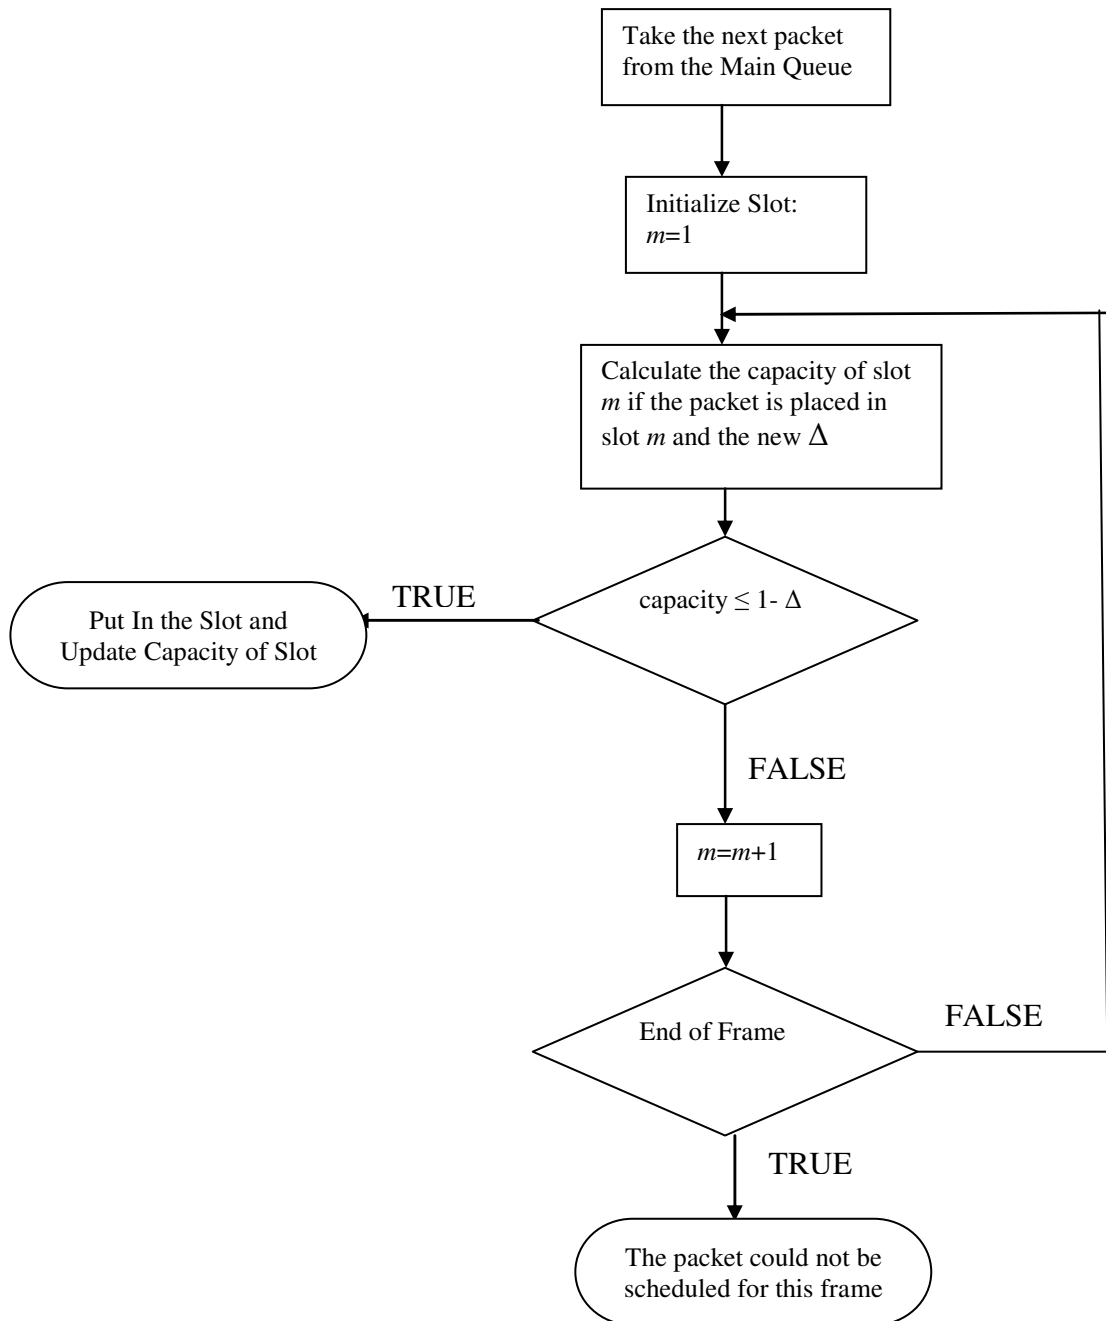 Take the next packet
from the Main Queue
Initialize Slot:
m=1
Calculate the capacity of slot
m if the packet is placed in
slot m and the new Δ
capacity ≤ 1- Δ
TRUE
Put In the Slot and
Update Capacity of Slot
FALSE
m=m+1
End of Frame
FALSE
TRUE
The packet could not be
scheduled for this frame